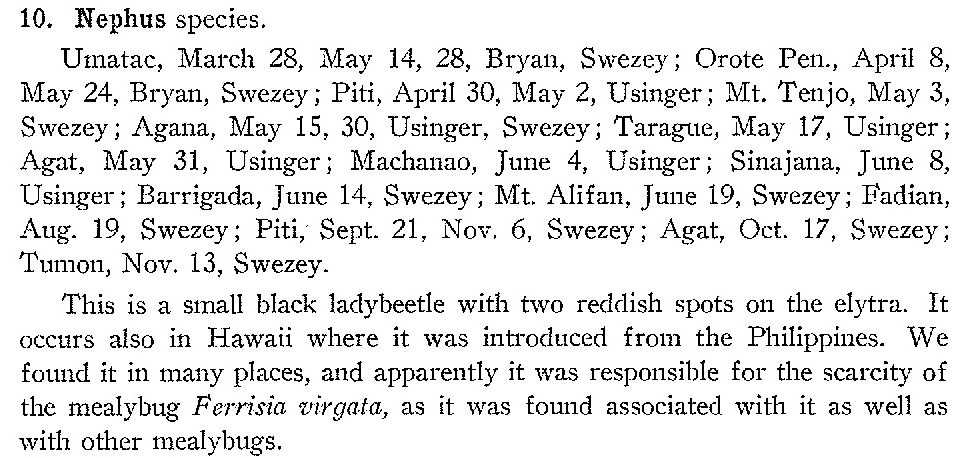 10. Nephus species.
Umatac, March 28, May 14, 28, Bryan, Swezey; Orote Pen., April 8,
May 24, Bryan, Swezey; Piti, April 30, May 2, Usinger; Mt. Tenjo, May 3,
Swezey; Agana, May 15, 30, Usinger, Swezey; Tarague, May 17, Usinger;
Agat, May 31, Usinger; Machanao, June 4, Usinger; Sinajana, June 8,
Usinger; Barrigada, June 14, Swezey; Mt. Alifan, June 19, Swezey; Fadian,
Aug. 19, Swezey; Piti, Sept. 21, Nov. 6, Swezey; Agat, Oct. 17, Swezey;
Tumon, Nov. 13, Swezey.
This is a small black ladybeetle with two reddish spots on the elytra. It
occurs also in Hawaii where it was introduced from the Philippines. We
found it in many places, and apparently it was responsible for the scarcity of
the mealybug Ferrisia virgata, as it was found associated with it as well as
with other mealybugs.